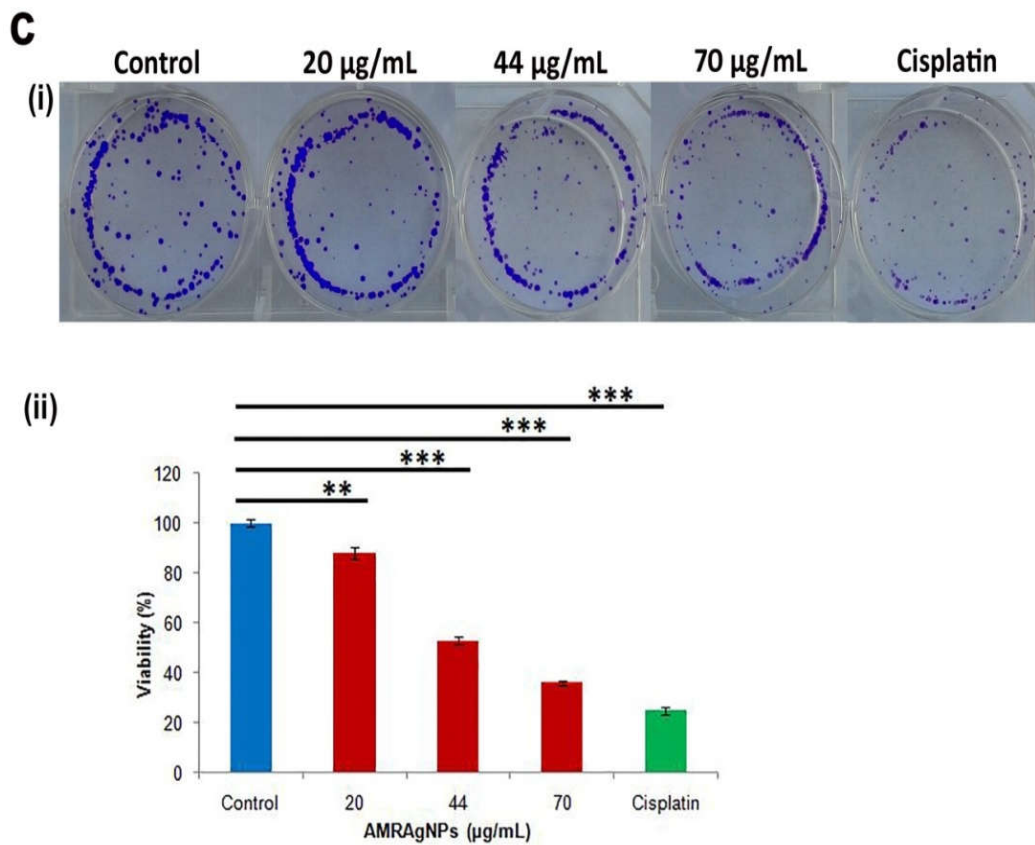 C
Control 20 µg/mL 44 µg/mL 70 µg/mL Cisplatin
(i)
(ii)
***
***
***
**
120
100
80
60
40
20
0
Viability (%)
Control 20 44 70 Cisplatin
AMRAgNPs (µg/mL)